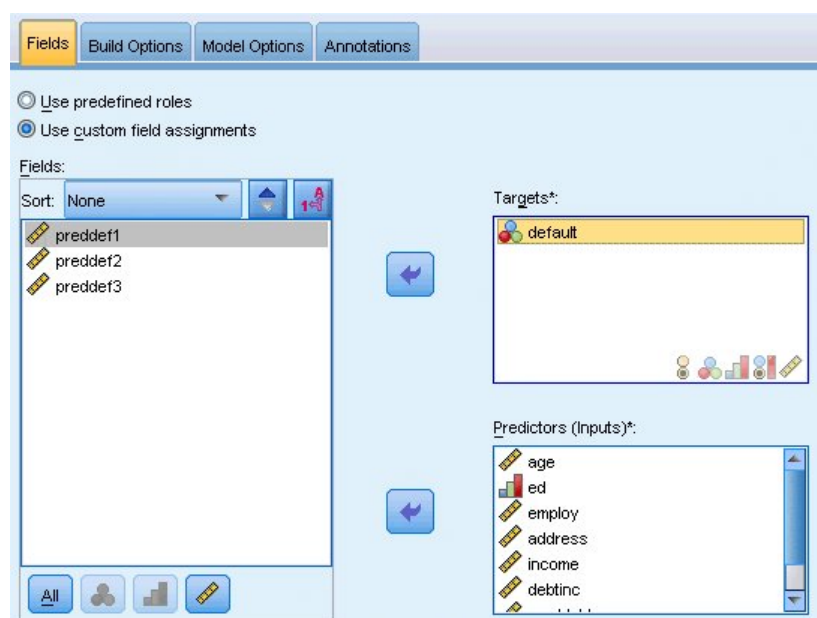 Fields Build Options Model Options Annotations
Use predefined roles
Use custom field assignments
Fields:
Sort: None
preddef1
preddef2
preddef3
All
Targets*:
default
Predictors (Inputs)*:
age
ed
employ
address
income
debtinc